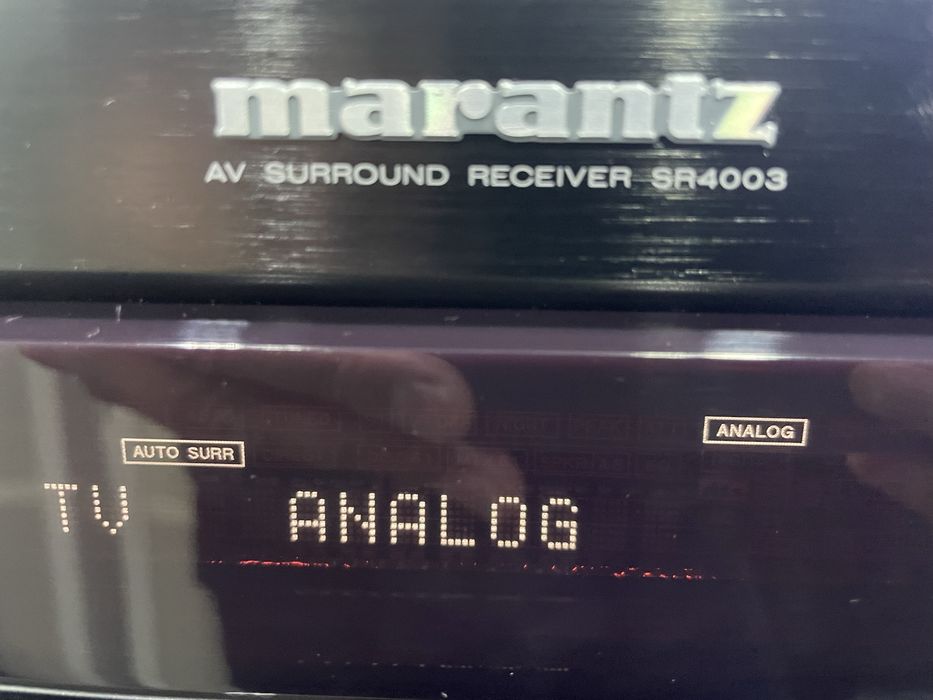 marantz
AV SURROUND RECEIVER SR4003
ANALOG
AUTO SURR
TV ANALOG